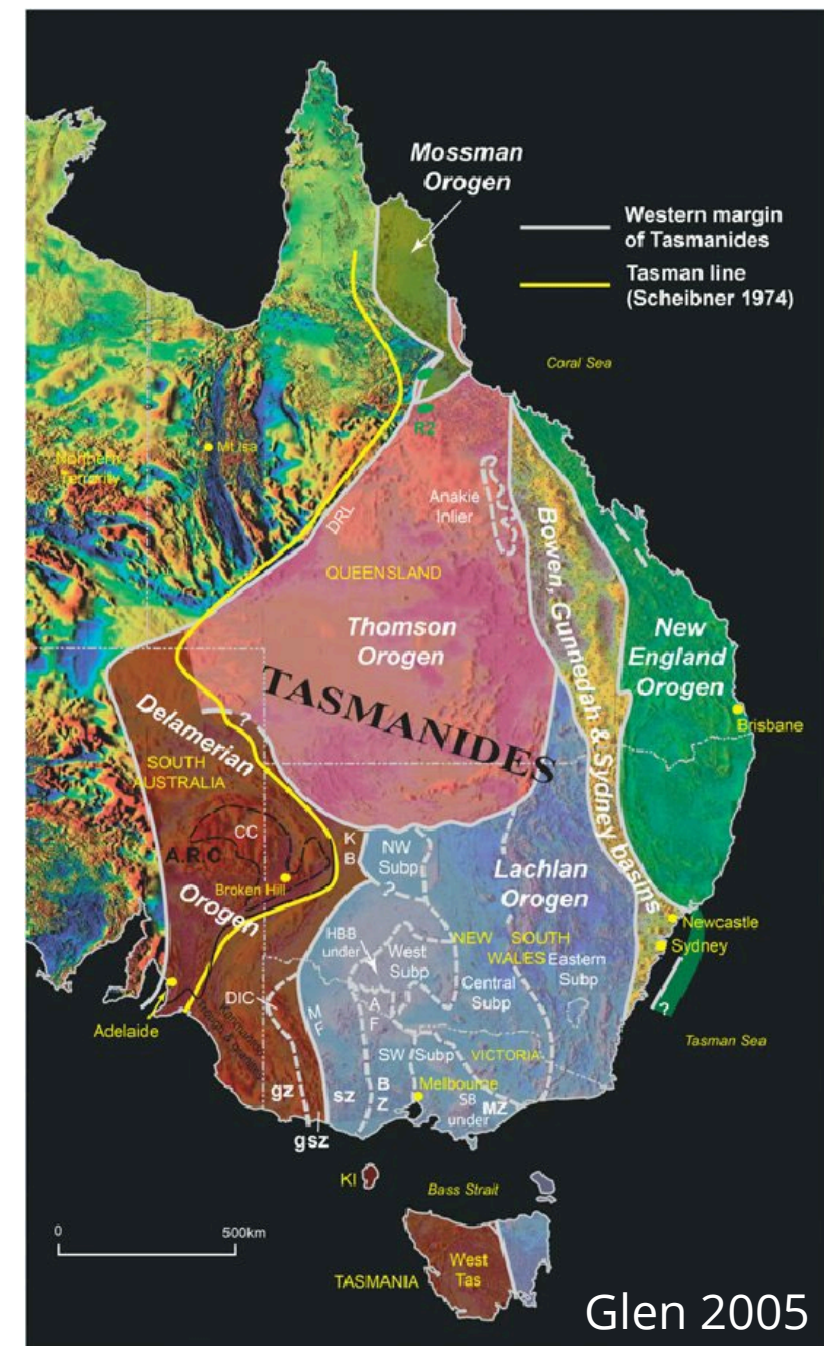 Mossman
Orogen
Western margin
of Tasmanides
Tasman line
(Scheibner 1974)
Coral Sea
R2
Mt Isa
Northern
Terrority
Anakie
Inlier
DRL
QUEENSLAND
Bowen, Gunnedah & Sydney basins
Thomson
Orogen
New
England
Orogen
TASMANIDES
Brisbane
?
Delamerian
Orogen
SOUTH
AUSTRALIA
CC
A.R.C
Broken Hill
K
B
NW
Subp
?
Lachlan
Orogen
Newcastle
Sydney
HBB
under
West
Subp
NEW SOUTH
WALES
Eastern
Subp
Central
Subp
?
DIC
M
F
A
F
Adelaide
Tasman Sea
SW Subp
VICTORIA
Melbourne
gz
sz
B
Z
SB
under
MZ
gsz
KI
Bass Strait
0
500km
TASMANIA
West
Tas
Glen 2005